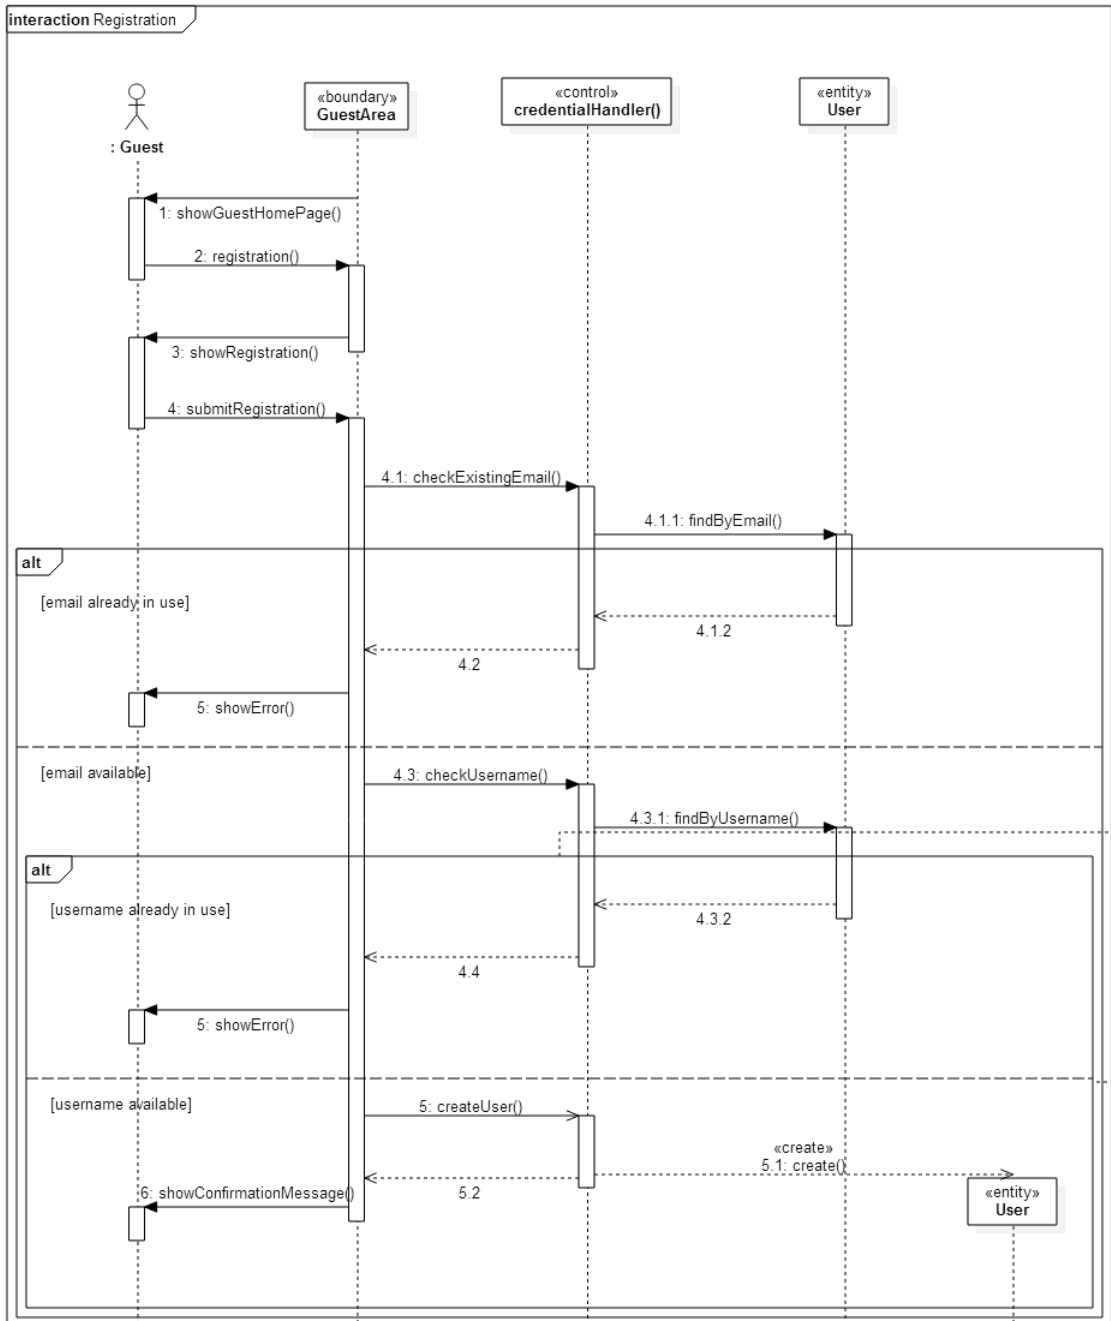 interaction Registration
«boundary»
GuestArea
«control»
credentialHandler()
«entity»
User
: Guest
1: showGuestHomePage()
2: registration()
3: showRegistration()
4: submitRegistration()
4.1: checkExistingEmail()
4.1.1: findByEmail()
alt
[email already in use]
4.1.2
4.2
5: showError()
[email available]
4.3: checkUsername()
4.3.1: findByUsername()
alt
[username already in use]
4.3.2
4.4
5: showError()
[username available]
5: createUser()
«create»
5.1: create()
5.2
6: showConfirmationMessage()
«entity»
User